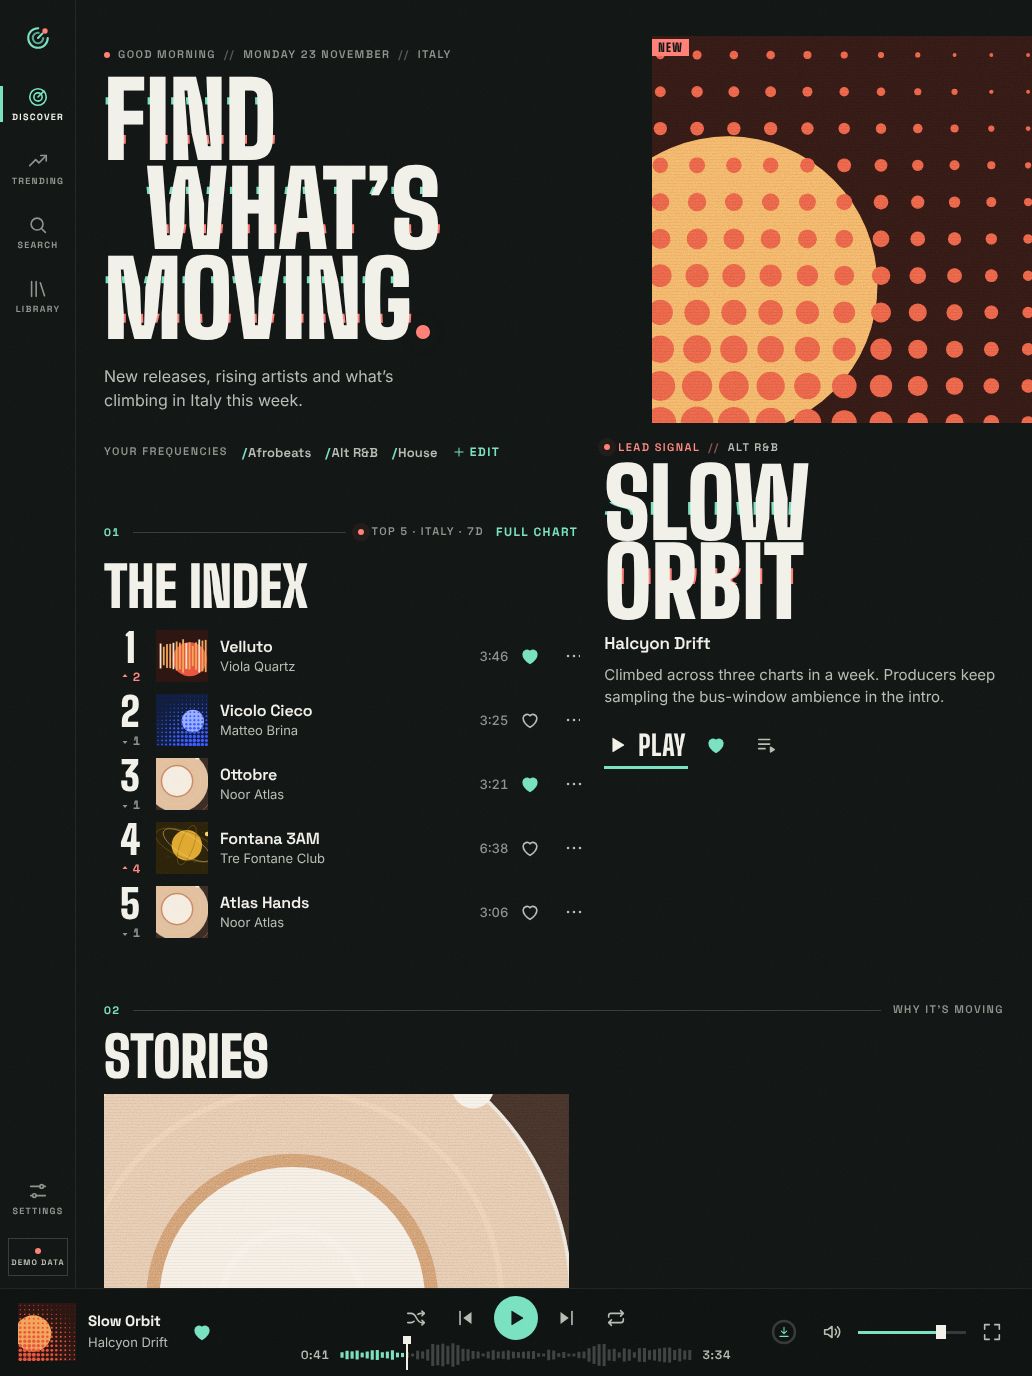 DISCOVER
TRENDING
SEARCH
LIBRARY
SETTINGS
DEMO DATA
GOOD MORNING // MONDAY 23 NOVEMBER // ITALY
FIND
WHAT’S
MOVING.
New releases, rising artists and what’s
climbing in Italy this week.
YOUR FREQUENCIES /Afrobeats /Alt R&B /House + EDIT
NEW
LEAD SIGNAL // ALT R&B
SLOW
ORBIT
Halcyon Drift
Climbed across three charts in a week. Producers keep
sampling the bus-window ambience in the intro.
PLAY
01 TOP 5 · ITALY · 7D FULL CHART
THE INDEX
1 Velluto 3:46
2 Viola Quartz
2 Vicolo Cieco 3:25
1 Matteo Brina
3 Ottobre 3:21
1 Noor Atlas
4 Fontana 3AM 6:38
4 Tre Fontane Club
5 Atlas Hands 3:06
1 Noor Atlas
02 WHY IT’S MOVING
STORIES
Slow Orbit
Halcyon Drift
0:41 3:34